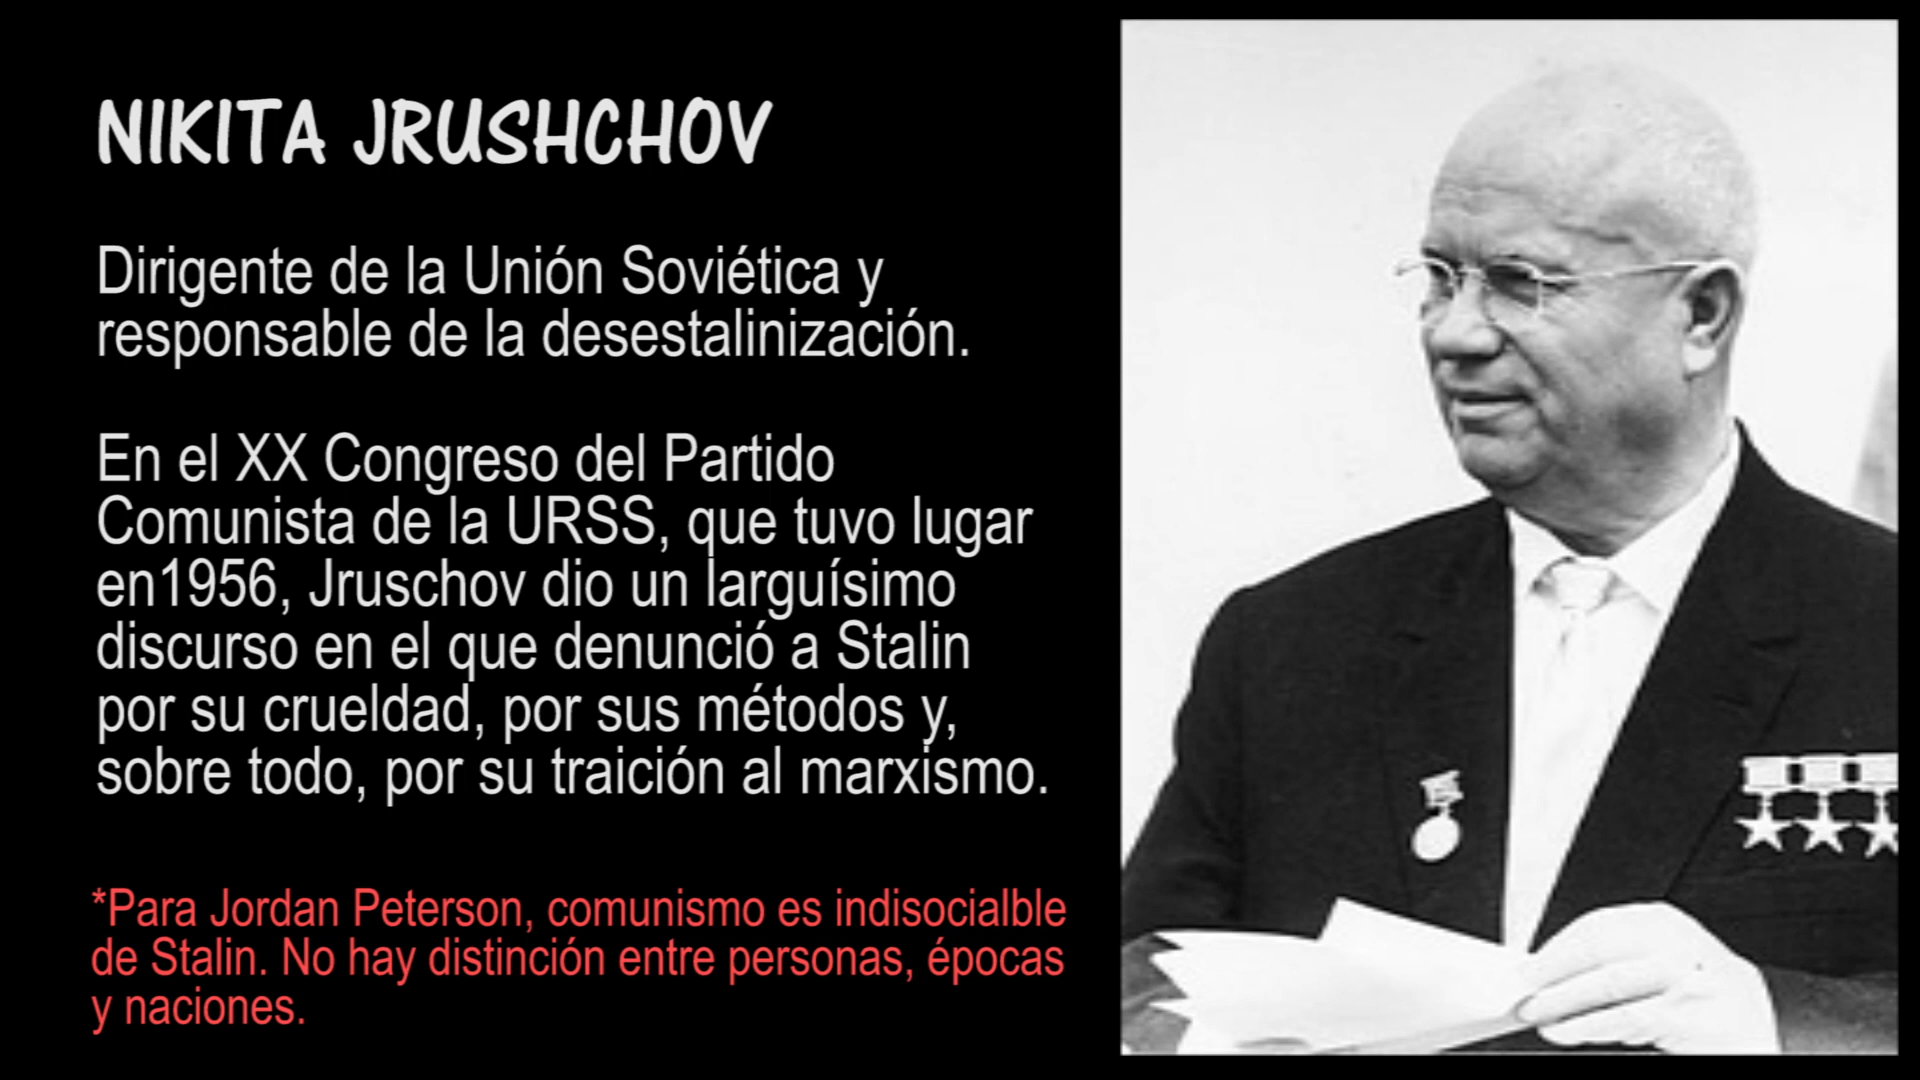 NIKITA JRUSHCHOV
Dirigente de la Unión Soviética y
responsable de la desestalinización.
En el XX Congreso del Partido
Comunista de la URSS, que tuvo lugar
en1956, Jruschov dio un larguísimo
discurso en el que denunció a Stalin
por su crueldad, por sus métodos y,
sobre todo, por su traición al marxismo.
*Para Jordan Peterson, comunismo es indisocialble
de Stalin. No hay distinción entre personas, épocas
y naciones.